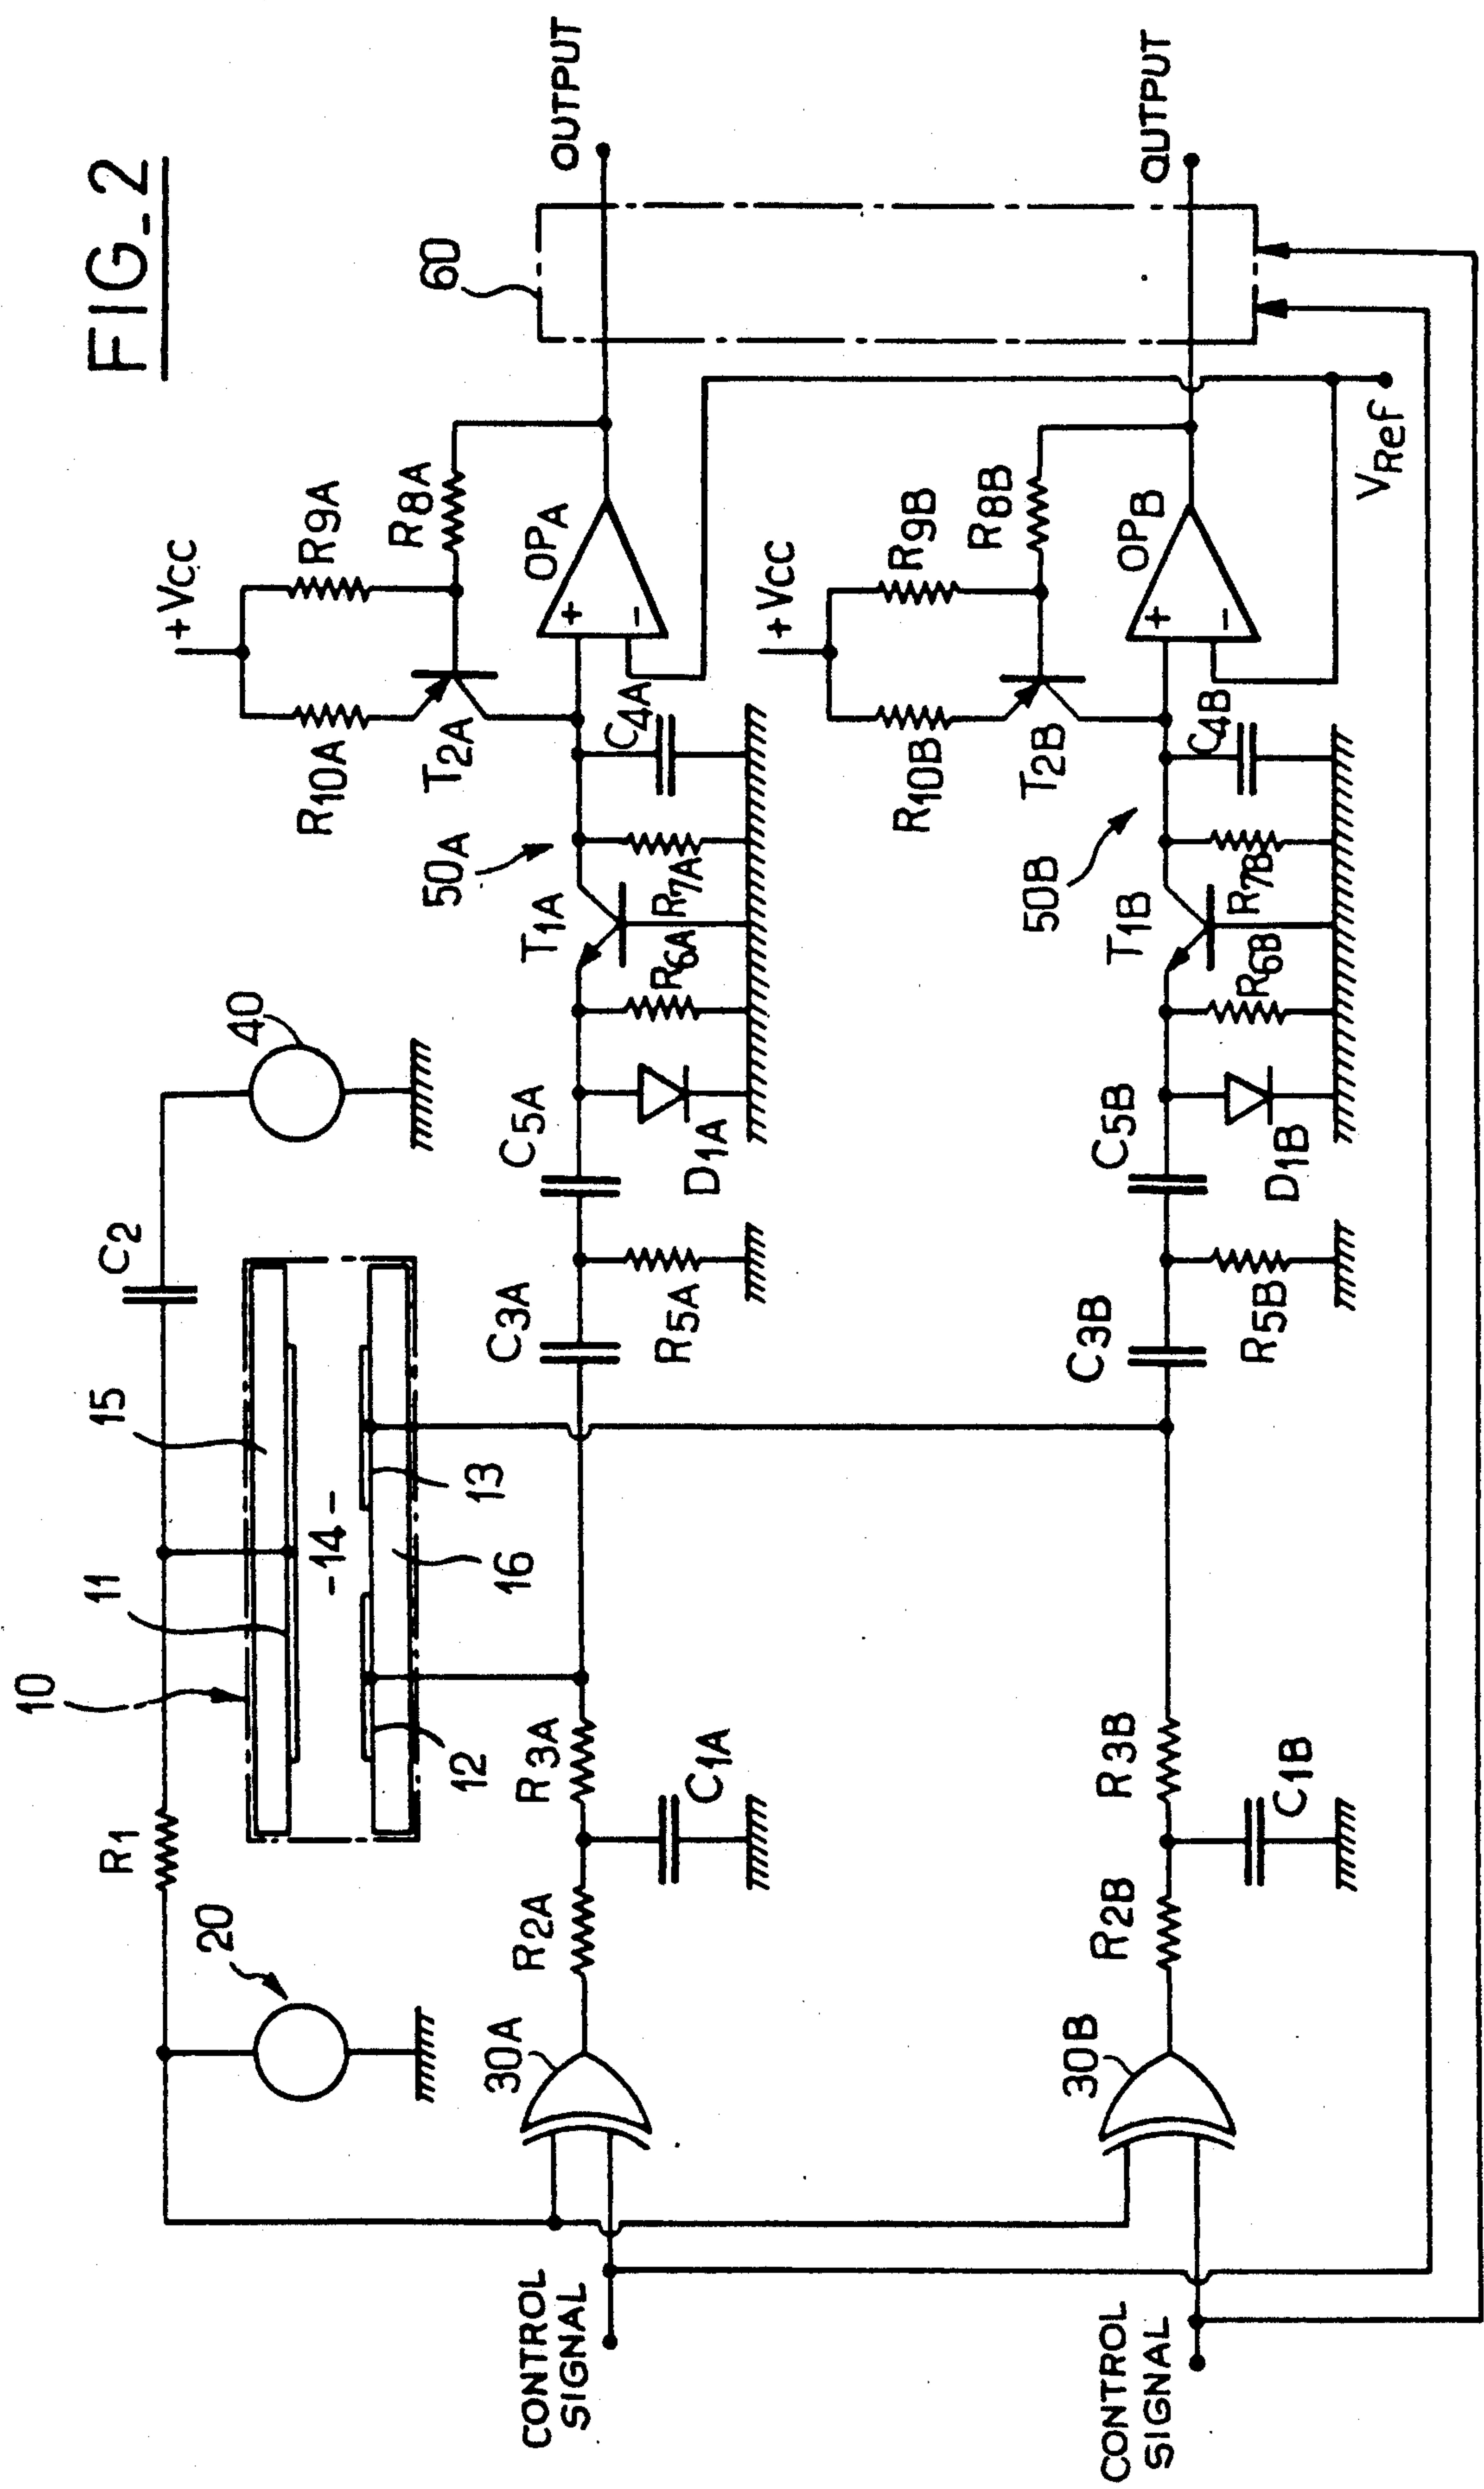 FIG_2
C2
40
R1
11
15
10
20
-14-
12
16
13
+Vcc
R9A
R10A
R8A
T2A
OPA
+
-
60
OUTPUT
CONTROL
SIGNAL
30A
R2A
R3A
C1A
C3A
R5A
C5A
D1A
R6A
T1A
R7A
50A
C4A
+Vcc
R9B
R10B
R8B
T2B
OPB
+
-
OUTPUT
CONTROL
SIGNAL
30B
R2B
R3B
C1B
C3B
R5B
C5B
D1B
R6B
T1B
R7B
50B
C4B
VRef